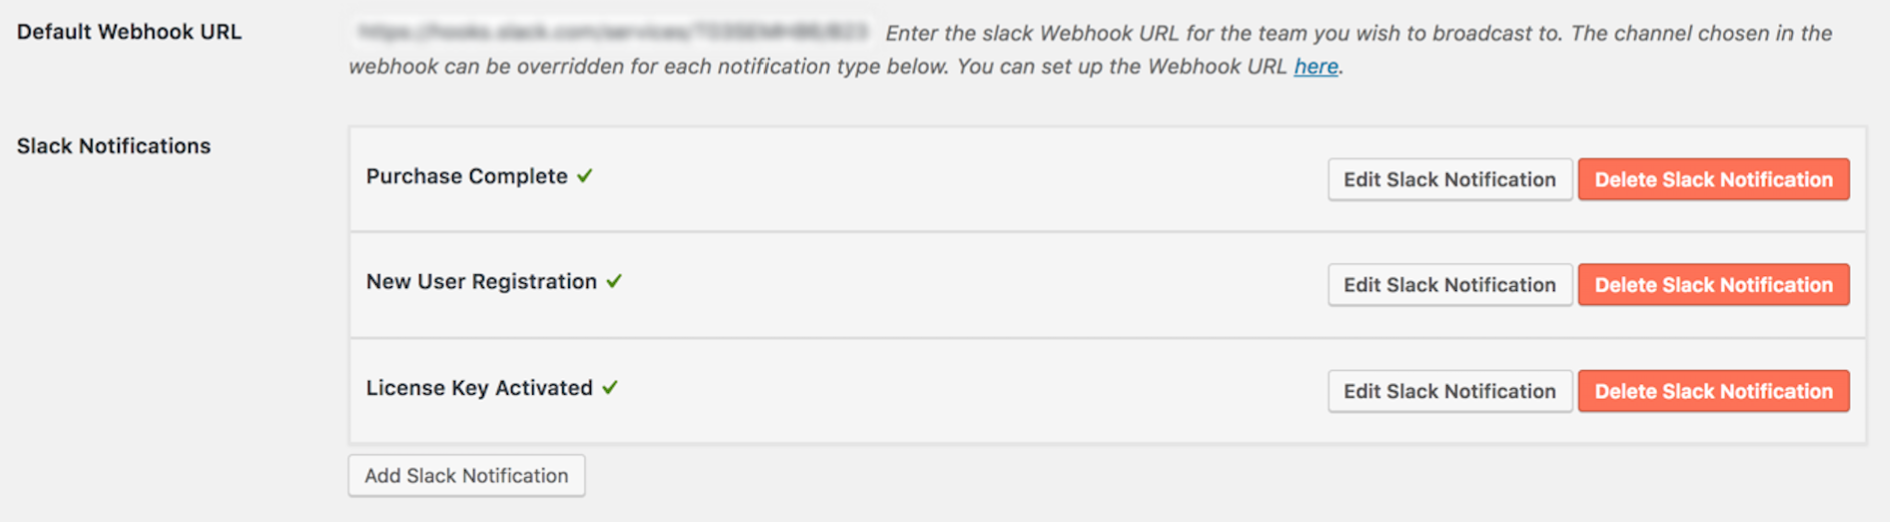 Default Webhook URL
Enter the slack Webhook URL for the team you wish to broadcast to. The channel chosen in the
webhook can be overridden for each notification type below. You can set up the Webhook URL here.
Slack Notifications
Purchase Complete ✓
Edit Slack Notification
Delete Slack Notification
New User Registration ✓
Edit Slack Notification
Delete Slack Notification
License Key Activated ✓
Edit Slack Notification
Delete Slack Notification
Add Slack Notification